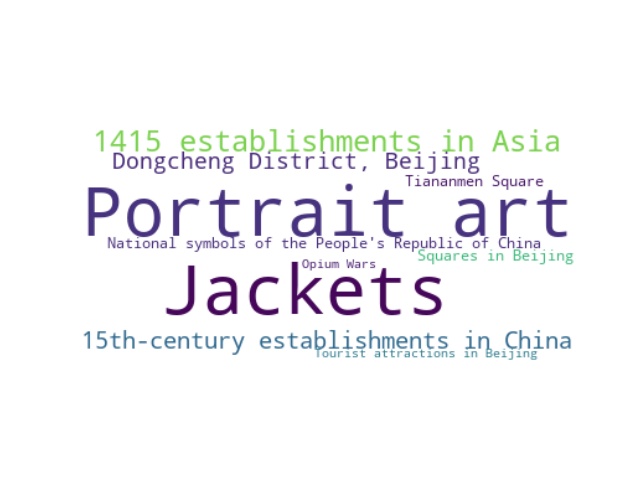 1415 establishments in Asia
Dongcheng District, Beijing
Tiananmen Square
Portrait art
National symbols of the People's Republic of China
Squares in Beijing
Opium Wars
Jackets
15th-century establishments in China
Tourist attractions in Beijing